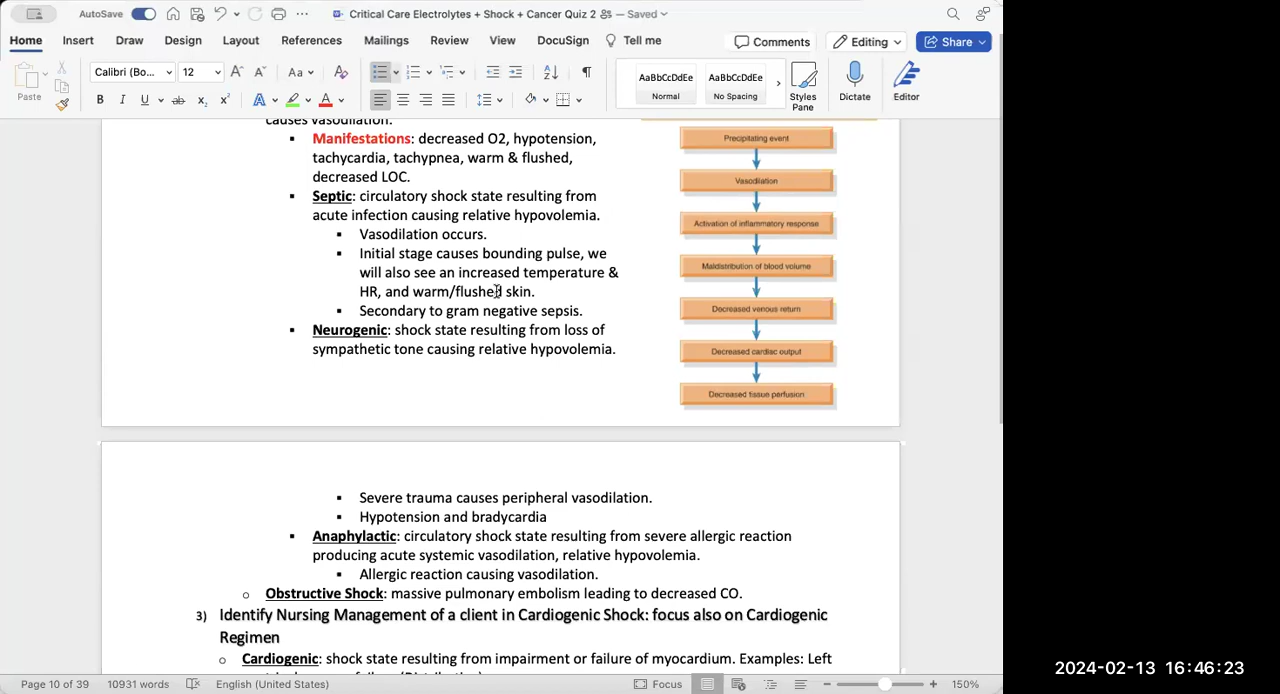 AutoSave
Critical Care Electrolytes + Shock + Cancer Quiz 2
— Saved
Home Insert Draw Design Layout References Mailings Review View DocuSign Tell me
Comments Editing Share
Paste
Calibri (Bo... 12
AaBbCcDdEe AaBbCcDdEe
Normal No Spacing
Styles Pane
Dictate
Editor
causes vasodilation.
▪ Manifestations: decreased O2, hypotension,
tachycardia, tachypnea, warm & flushed,
decreased LOC.
▪ Septic: circulatory shock state resulting from
acute infection causing relative hypovolemia.
▪ Vasodilation occurs.
▪ Initial stage causes bounding pulse, we
will also see an increased temperature &
HR, and warm/flushed skin.
▪ Secondary to gram negative sepsis.
▪ Neurogenic: shock state resulting from loss of
sympathetic tone causing relative hypovolemia.
Precipitating event
Vasodilation
Activation of inflammatory response
Maldistribution of blood volume
Decreased venous return
Decreased cardiac output
Decreased tissue perfusion
▪ Severe trauma causes peripheral vasodilation.
▪ Hypotension and bradycardia
▪ Anaphylactic: circulatory shock state resulting from severe allergic reaction
producing acute systemic vasodilation, relative hypovolemia.
▪ Allergic reaction causing vasodilation.
o Obstructive Shock: massive pulmonary embolism leading to decreased CO.
3) Identify Nursing Management of a client in Cardiogenic Shock: focus also on Cardiogenic
Regimen
o Cardiogenic: shock state resulting from impairment or failure of myocardium. Examples: Left
Page 10 of 39 10931 words English (United States) Focus 150%
2024-02-13 16:46:23